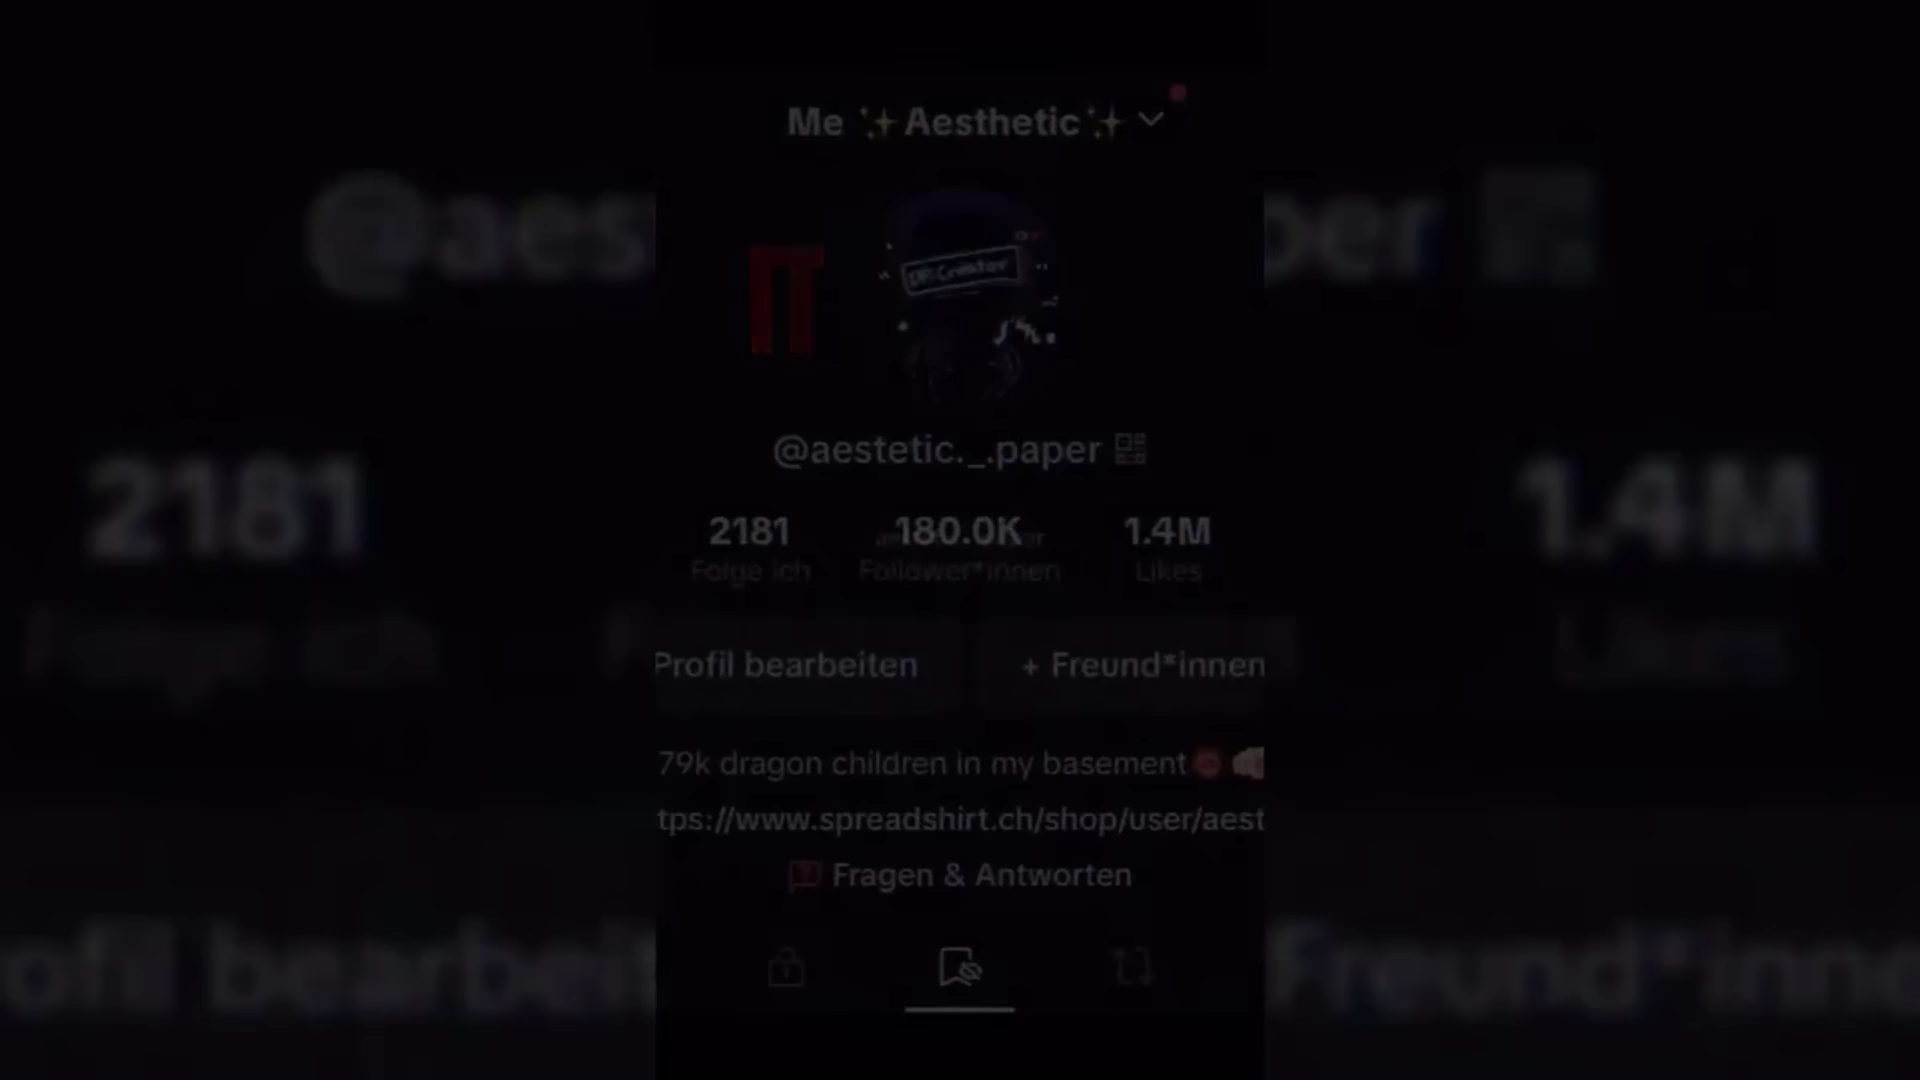 Me ✨Aesthetic✨
IT
@aestetic._.paper
2181 180.0K 1.4M
Folge ich Follower*innen Likes
Profil bearbeiten + Freund*innen
79k dragon children in my basement
tps://www.spreadshirt.ch/shop/user/aest
Fragen & Antworten